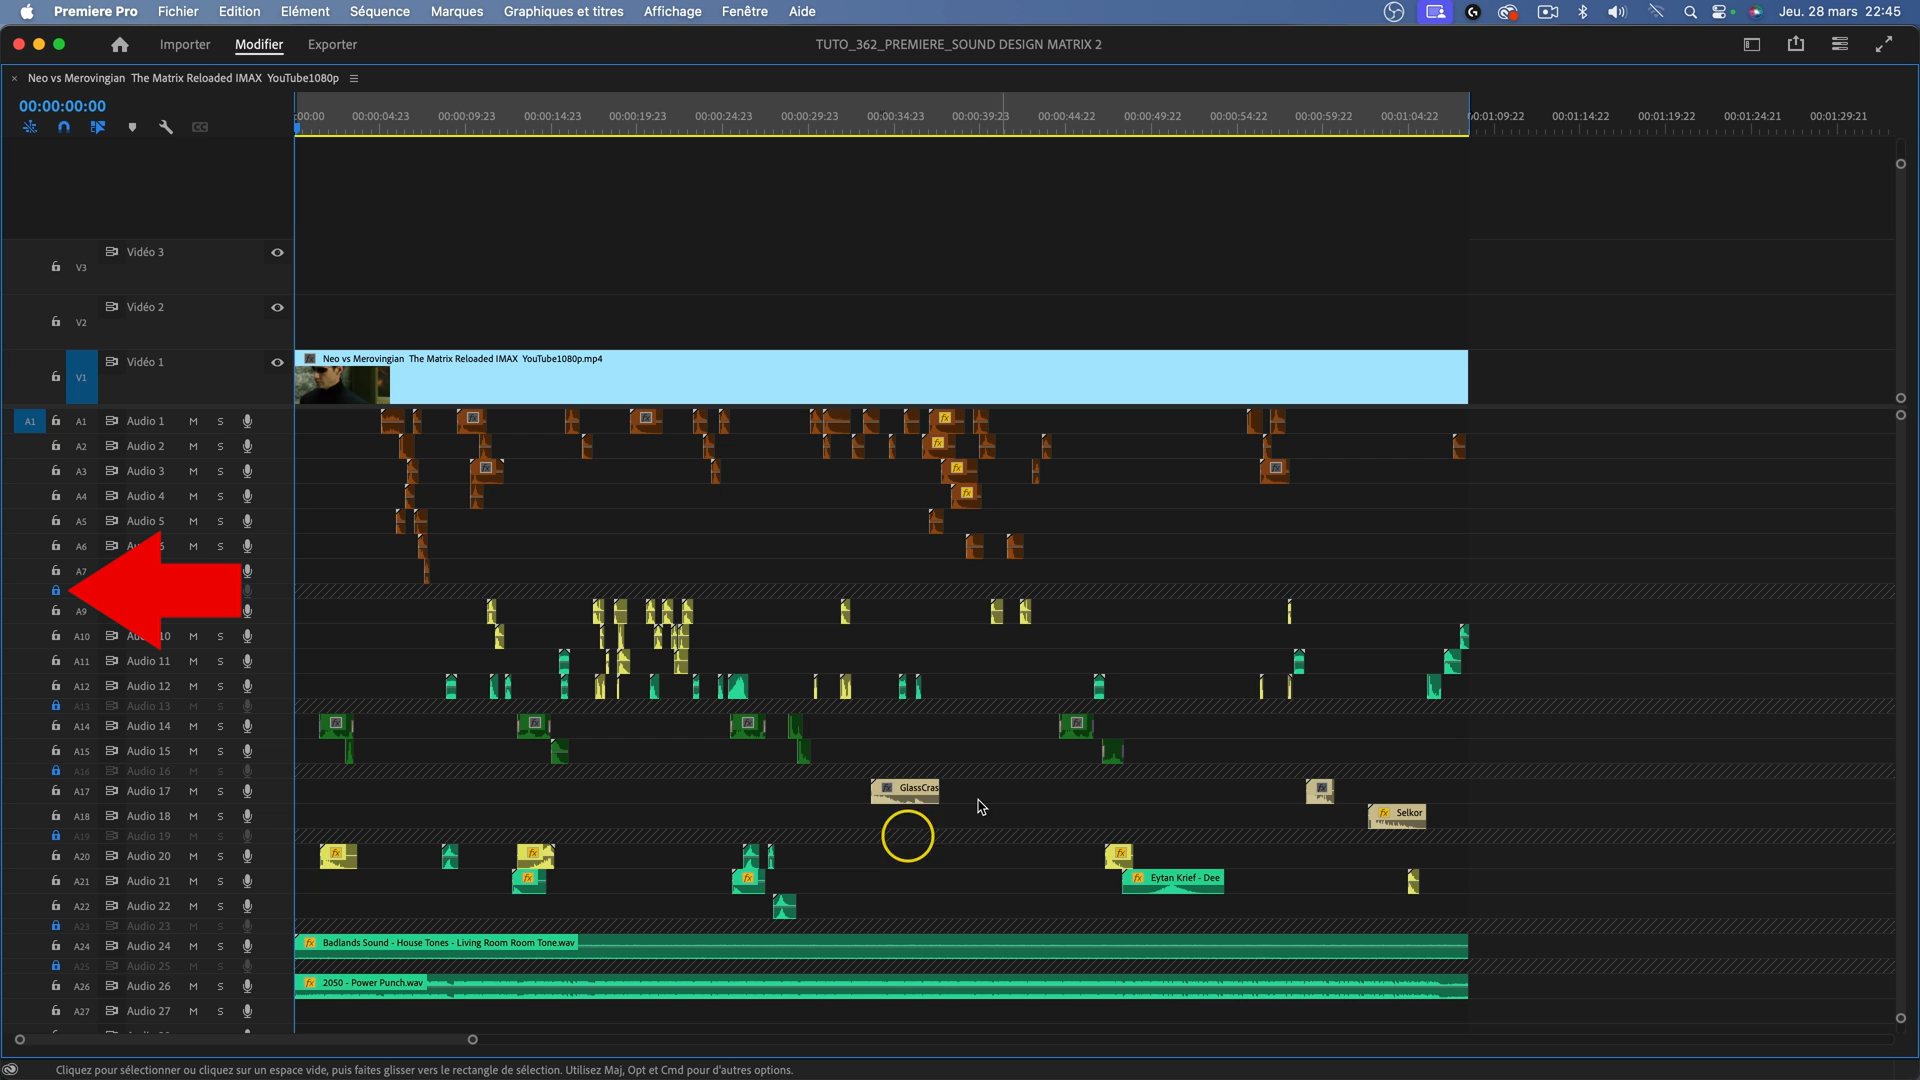 Premiere Pro Fichier Edition Elément Séquence Marques Graphiques et titres Affichage Fenêtre Aide Jeu. 28 mars 22:45
Importer Modifier Exporter TUTO_362_PREMIERE_SOUND DESIGN MATRIX 2
× Neo vs Merovingian The Matrix Reloaded IMAX YouTube1080p
00:00:00:00
:00:00 00:00:04:23 00:00:09:23 00:00:14:23 00:00:19:23 00:00:24:23 00:00:29:23 00:00:34:23 00:00:39:23 00:00:44:22 00:00:49:22 00:00:54:22 00:00:59:22 00:01:04:22 00:01:09:22 00:01:14:22 00:01:19:22 00:01:24:21 00:01:29:21
V3 Vidéo 3
V2 Vidéo 2
V1 Vidéo 1
Neo vs Merovingian The Matrix Reloaded IMAX YouTube1080p.mp4
A1 A1 Audio 1 M S
A2 Audio 2 M S
A3 Audio 3 M S
A4 Audio 4 M S
A5 Audio 5 M S
A6
A7
A9
A10 10 M S
A11 Audio 11 M S
A12 Audio 12 M S
A13 Audio 13 M S
A14 Audio 14 M S
A15 Audio 15 M S
A16 Audio 16 M S
A17 Audio 17 M S GlassCras
A18 Audio 18 M S fx Selkor
A19 Audio 19 M S
A20 Audio 20 M S fx fx fx
A21 Audio 21 M S fx fx fx Eytan Krief - Dee
A22 Audio 22 M S
A23 Audio 23 M S
A24 Audio 24 M S fx Badlands Sound - House Tones - Living Room Room Tone.wav
A25 Audio 25 M S
A26 Audio 26 M S fx 2050 - Power Punch.wav
A27 Audio 27 M S
Cliquez pour sélectionner ou cliquez sur un espace vide, puis faites glisser vers le rectangle de sélection. Utilisez Maj, Opt et Cmd pour d'autres options.